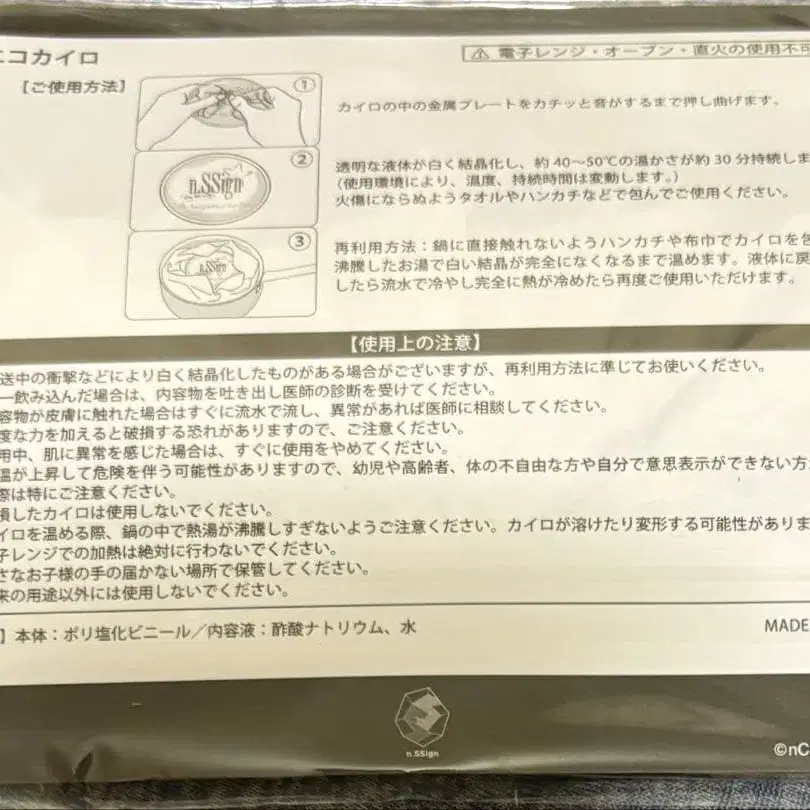 エコカイロ
⚠ 電子レンジ・オーブン・直火の使用不可
【ご使用方法】
①
カイロの中の金属プレートをカチッと音がするまで押し曲げます。
②
n.SSign
透明な液体が白く結晶化し、約40～50℃の温かさが約30分持続しま
(使用環境により、温度、持続時間は変動します。)
火傷にならぬようタオルやハンカチなどで包んでご使用ください。
③
n.SSign
再利用方法：鍋に直接触れないようハンカチや布巾でカイロを包
沸騰したお湯で白い結晶が完全になくなるまで温めます。液体に戻
したら流水で冷やし完全に熱が冷めたら再度ご使用いただけます。
【使用上の注意】
送中の衝撃などにより白く結晶化したものがある場合がございますが、再利用方法に準じてお使いください。
一飲み込んだ場合は、内容物を吐き出し医師の診断を受けてください。
容物が皮膚に触れた場合はすぐに流水で流し、異常があれば医師に相談してください。
度な力を加えると破損する恐れがありますので、ご注意ください。
用中、肌に異常を感じた場合は、すぐに使用をやめてください。
温が上昇して危険を伴う可能性がありますので、幼児や高齢者、体の不自由な方や自分で意思表示ができない方
際は特にご注意ください。
損したカイロは使用しないでください。
イロを温める際、鍋の中で熱湯が沸騰しすぎないようご注意ください。カイロが溶けたり変形する可能性がありま
子レンジでの加熱は絶対に行わないでください。
さなお子様の手の届かない場所で保管してください。
来の用途以外には使用しないでください。
】本体：ポリ塩化ビニール／内容液：酢酸ナトリウム、水
MADE
n.SSign
©nC